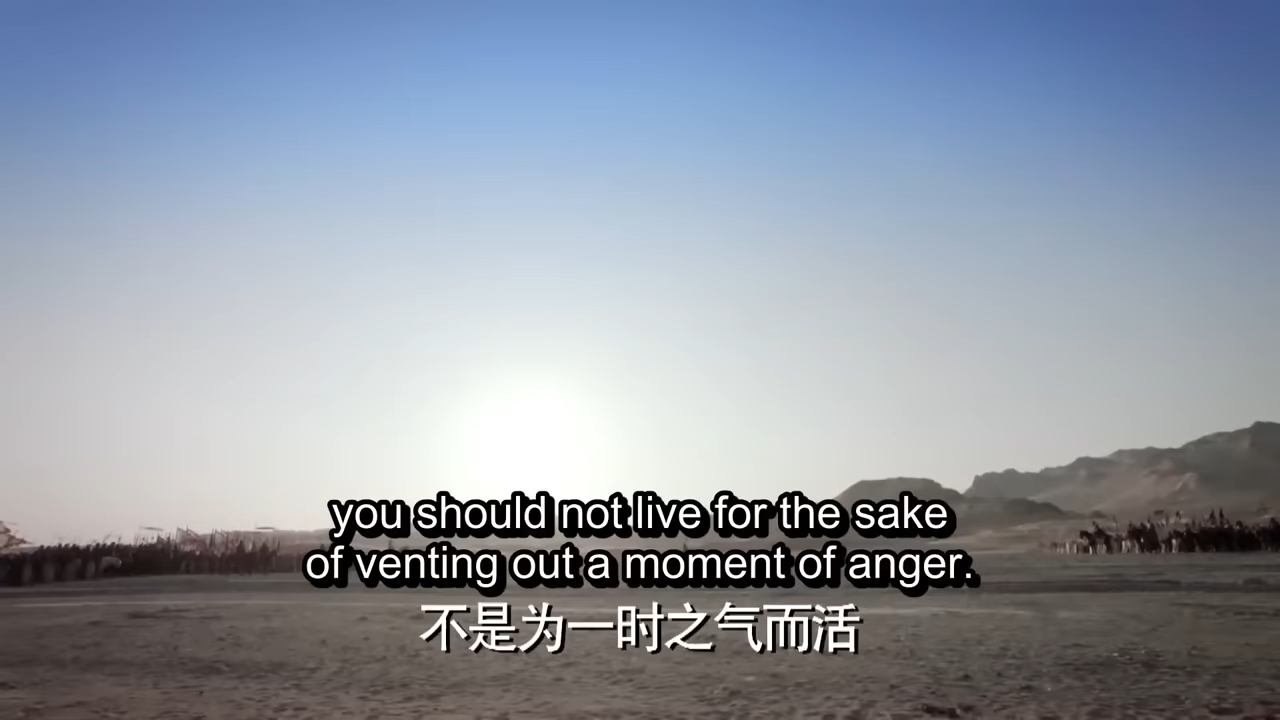 you should not live for the sake
of venting out a moment of anger.
不是为一时之气而活